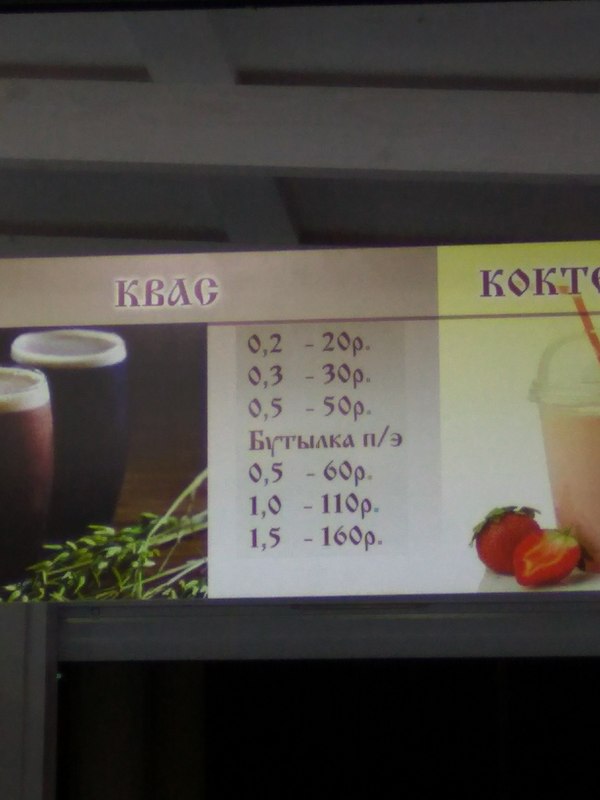 КВАС
0,2 - 20р.
0,3 - 30р.
0,5 - 50р.
Бутылка п/э
0,5 - 60р.
1,0 - 110р.
1,5 - 160р.
КОКТЕ